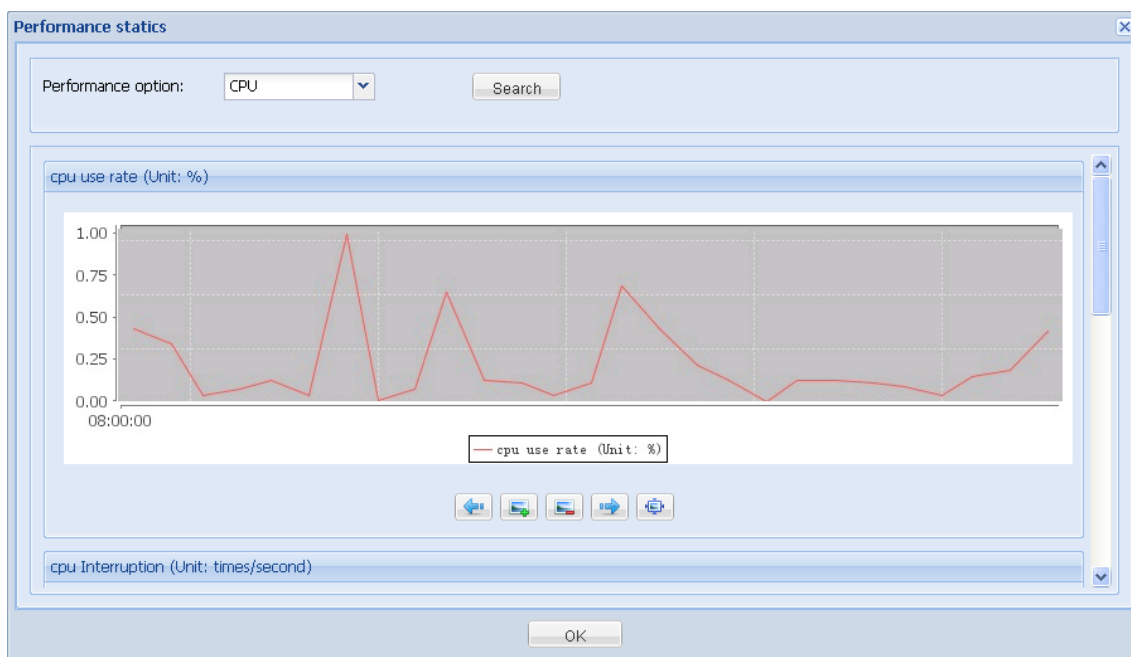 Performance statics
Performance option: CPU Search
cpu use rate (Unit: %)
1.00
0.75
0.50
0.25
0.00
08:00:00
cpu use rate (Unit: %)
cpu Interruption (Unit: times/second)
OK